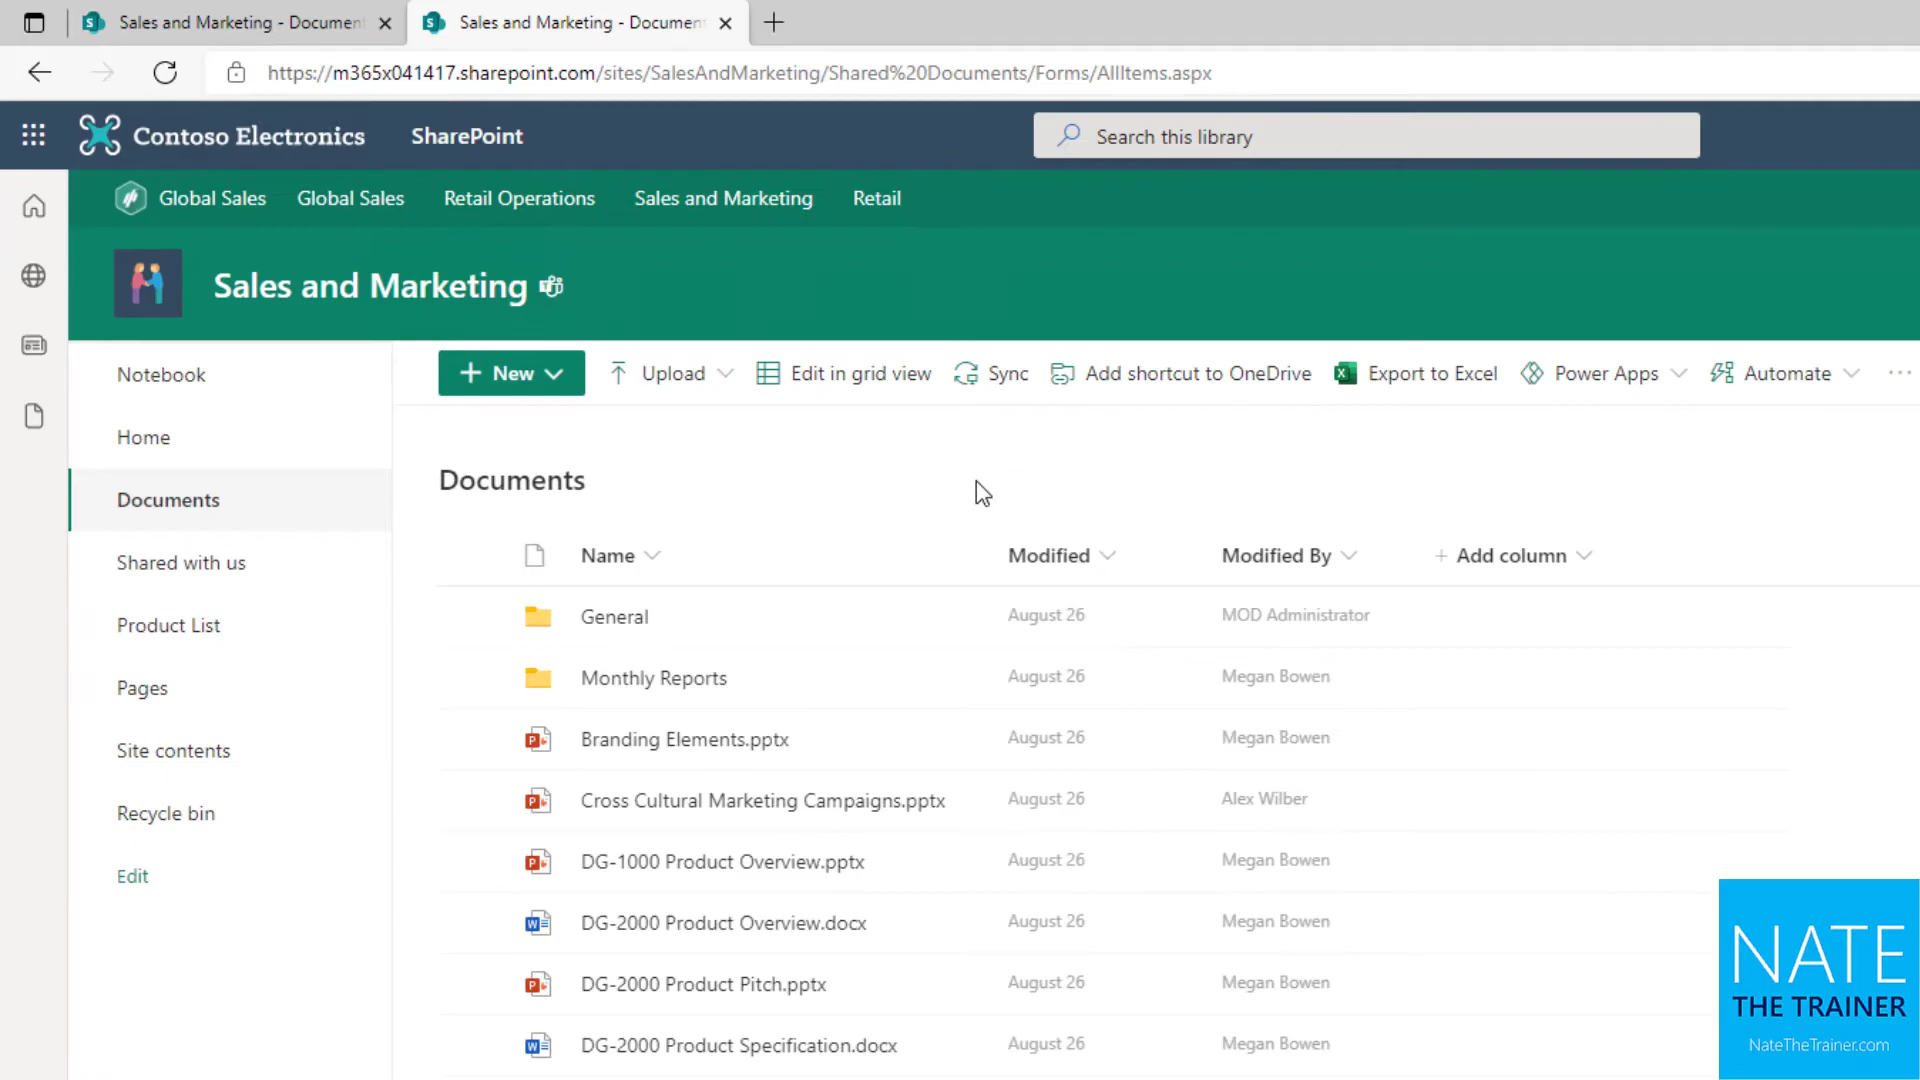 Sales and Marketing - Document
Sales and Marketing - Documen
https://m365x041417.sharepoint.com/sites/SalesAndMarketing/Shared%20Documents/Forms/AllItems.aspx
Contoso Electronics SharePoint Search this library
Global Sales Global Sales Retail Operations Sales and Marketing Retail
Sales and Marketing
Notebook
Home
Documents
Shared with us
Product List
Pages
Site contents
Recycle bin
Edit
+ New Upload Edit in grid view Sync Add shortcut to OneDrive Export to Excel Power Apps Automate ...
Documents
Name Modified Modified By + Add column
General August 26 MOD Administrator
Monthly Reports August 26 Megan Bowen
Branding Elements.pptx August 26 Megan Bowen
Cross Cultural Marketing Campaigns.pptx August 26 Alex Wilber
DG-1000 Product Overview.pptx August 26 Megan Bowen
DG-2000 Product Overview.docx August 26 Megan Bowen
DG-2000 Product Pitch.pptx August 26 Megan Bowen
DG-2000 Product Specification.docx August 26 Megan Bowen
NATE
THE TRAINER
NateTheTrainer.com